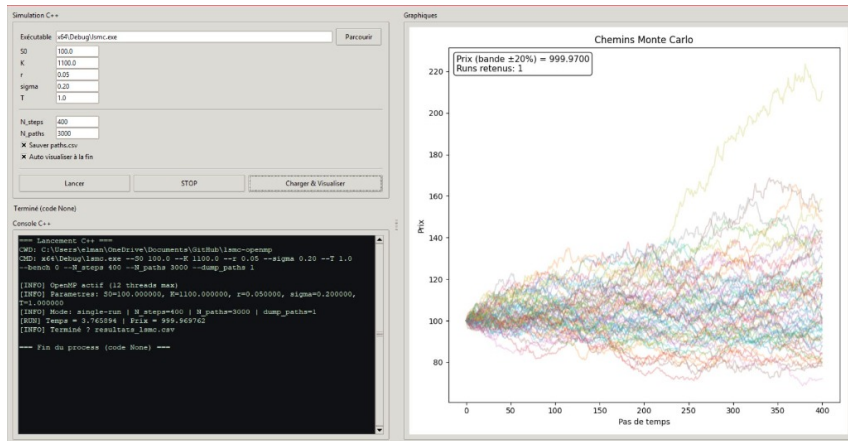 Simulation C++
Exécutable x64\Debug\lsmc.exe Parcourir
S0 100.0
K 1100.0
r 0.05
sigma 0.20
T 1.0
N_steps 400
N_paths 3000
Sauver paths.csv
Auto visualiser à la fin
Lancer STOP Charger & Visualiser
Terminé (code None)
Console C++
=== Lancement C++ ===
CWD: C:\Users\elman\OneDrive\Documents\GitHub\lsmc-openmp
CMD: x64\Debug\lsmc.exe --S0 100.0 --K 1100.0 --r 0.05 --sigma 0.20 --T 1.0
--bench 0 --N_steps 400 --N_paths 3000 --dump_paths 1
[INFO] OpenMP actif (12 threads max)
[INFO] Parametres: S0=100.000000, K=1100.000000, r=0.050000, sigma=0.200000,
T=1.000000
[INFO] Mode: single-run | N_steps=400 | N_paths=3000 | dump_paths=1
[RUN] Temps = 3.765894 | Prix = 999.969762
[INFO] Terminé ? resultats_lsmc.csv
=== Fin du process (code None) ===
Graphiques
Chemins Monte Carlo
Prix (bande ±20%) = 999.9700
Runs retenus: 1
Prix
220
200
180
160
140
120
100
80
0 50 100 150 200 250 300 350 400
Pas de temps